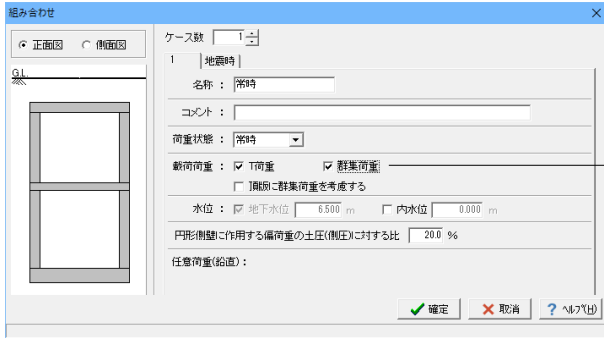 組み合わせ
正面図 側面図
G.L.
ケース数 1
1 地震時
名称 : 常時
コメント :
荷重状態 : 常時
載荷荷重 : T荷重 群集荷重
頂版に群集荷重を考慮する
水位 : 地下水位 6.500 m 内水位 0.000 m
円形側壁に作用する偏荷重の土圧(側圧)に対する比 20.0 %
任意荷重(鉛直) :
確定 取消 ? ヘルプ(H)